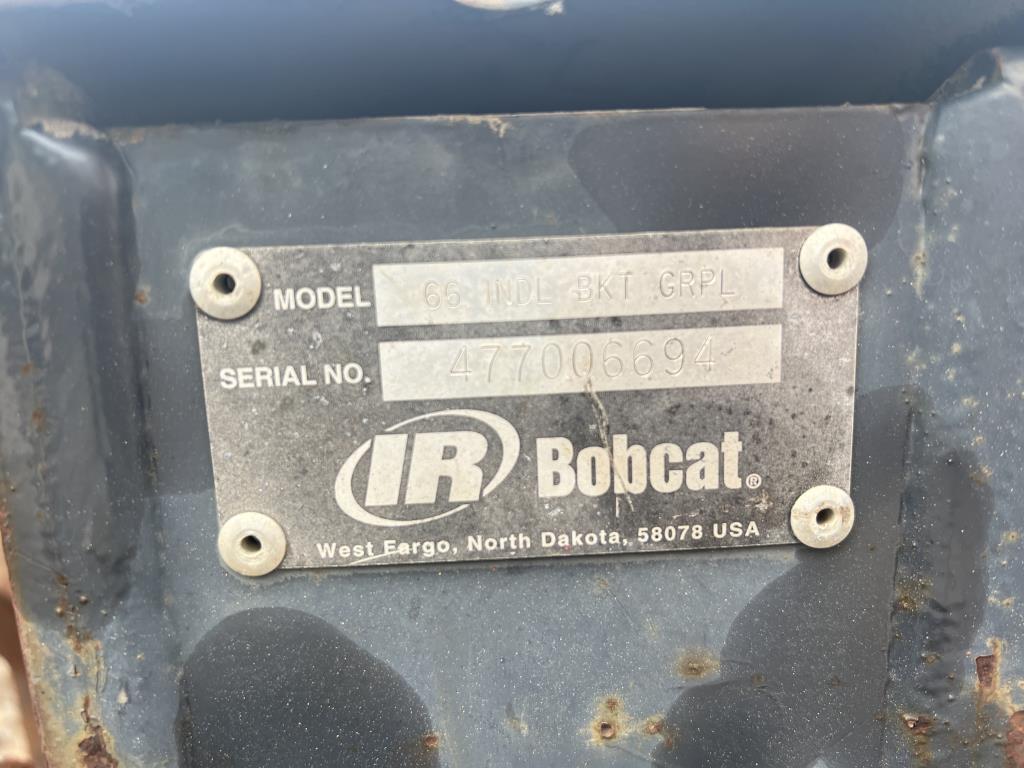 MODEL 66 INDL BKT GRPL
SERIAL NO. 477006694
IR Bobcat®
West Fargo, North Dakota, 58078 USA